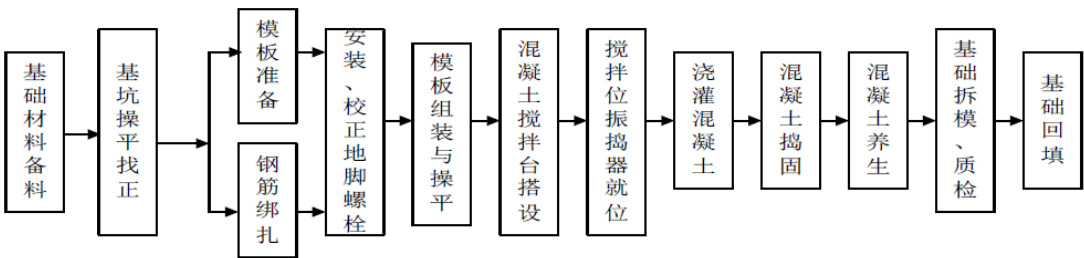 基础材料备料
基坑操平找正
模板准备
钢筋绑扎
安装、校正地脚螺栓
模板组装与操平
混凝土搅拌台搭设
搅拌位振捣器就位
浇灌混凝土
混凝土捣固
混凝土养生
基础拆模、质检
基础回填